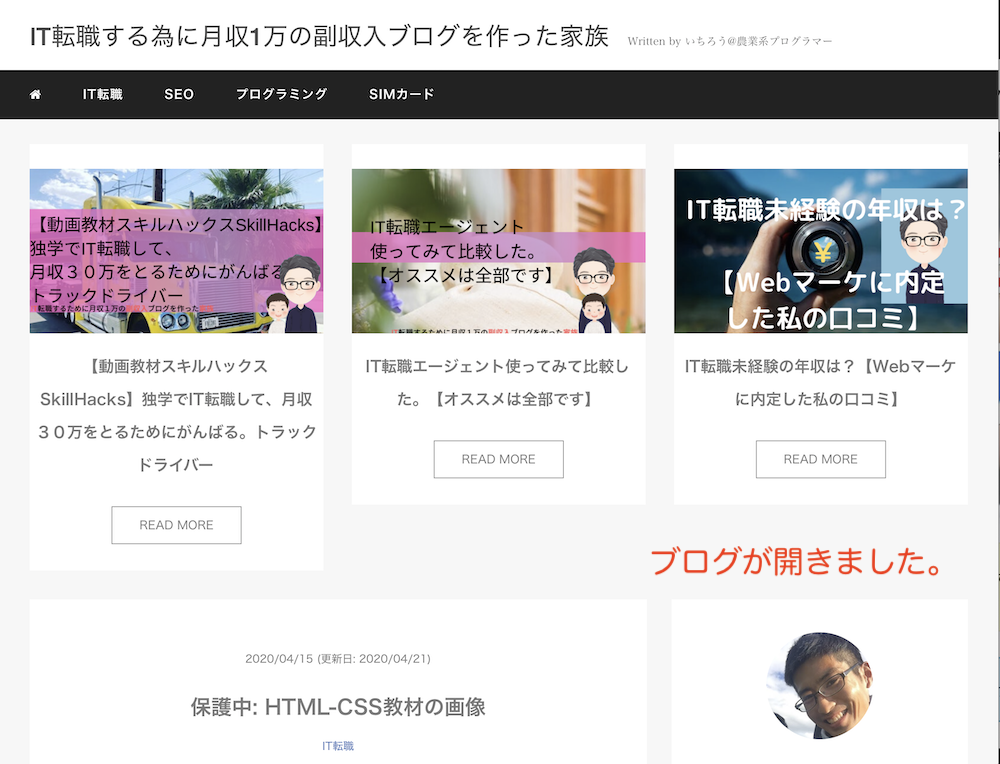 IT転職する為に月収1万の副収入ブログを作った家族 Written by いちろう@農業系プログラマー
IT転職 SEO プログラミング SIMカード
【動画教材スキルハックスSkillHacks】
独学でIT転職して、
月収３０万をとるためにがんばる
トラックドライバー
転職するために月収１万の副収入ブログを作った家族
【動画教材スキルハックス
SkillHacks】独学でIT転職して、月収
３０万をとるためにがんばる。トラック
ドライバー
READ MORE
IT転職エージェント
使ってみて比較した。
【オススメは全部です】
IT転職するために月収１万の副収入ブログを作った家族
IT転職エージェント使ってみて比較し
た。【オススメは全部です】
READ MORE
IT転職未経験の年収は？
¥
【Webマーケに内定
した私の口コミ】
IT転職未経験の年収は？【Webマーケ
に内定した私の口コミ】
READ MORE
ブログが開きました。
2020/04/15 (更新日: 2020/04/21)
保護中: HTML-CSS教材の画像
IT転職